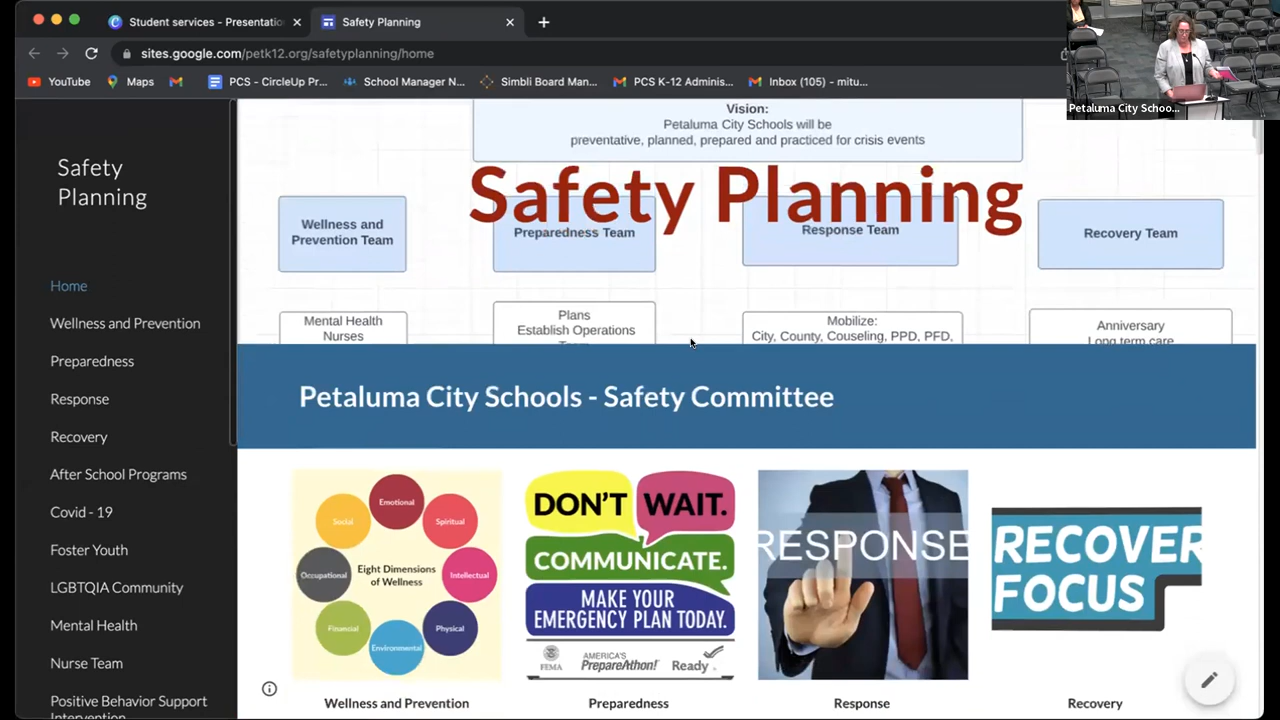 Student services - Presentatio
Safety Planning
sites.google.com/petk12.org/safetyplanning/home
YouTube
Maps
PCS - CircleUp Pr...
School Manager N...
Simbli Board Man...
PCS K-12 Adminis...
Inbox (105) - mitu...
Petaluma City Schoo...
Safety
Planning
Home
Wellness and Prevention
Preparedness
Response
Recovery
After School Programs
Covid - 19
Foster Youth
LGBTQIA Community
Mental Health
Nurse Team
Positive Behavior Support
Intervention
Vision:
Petaluma City Schools will be
preventative, planned, prepared and practiced for crisis events
Safety Planning
Wellness and
Prevention Team
Preparedness Team
Response Team
Recovery Team
Mental Health
Nurses
Plans
Establish Operations
Mobilize:
City, County, Couseling, PPD, PFD,
Anniversary
Long term care
Petaluma City Schools - Safety Committee
Emotional
Social
Spiritual
Occupational
Eight Dimensions
of Wellness
Intellectual
Financial
Physical
Environmental
DON'T WAIT.
COMMUNICATE.
MAKE YOUR
EMERGENCY PLAN TODAY.
FEMA
AMERICA'S
PrepareAthon!
Ready
RESPONSE
RECOVER
FOCUS
Wellness and Prevention
Preparedness
Response
Recovery